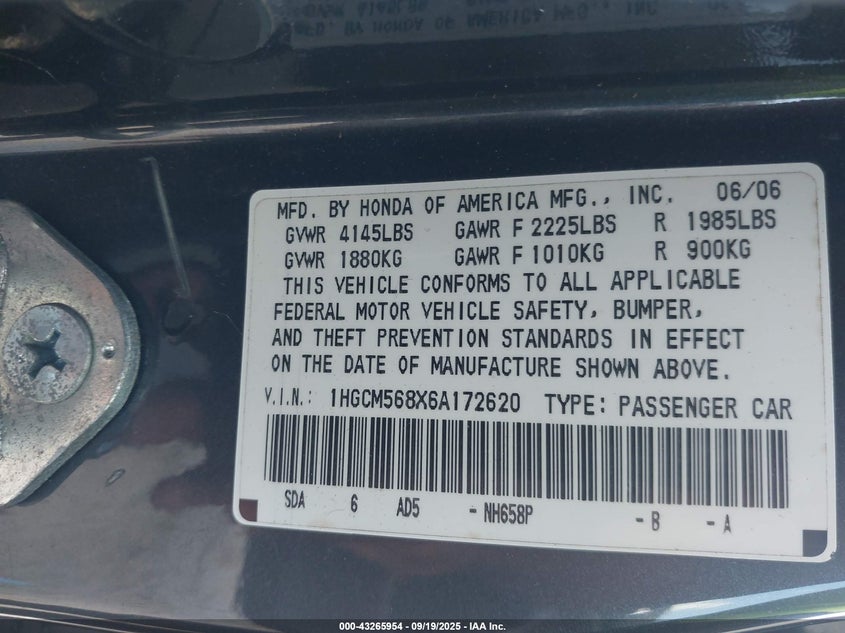 MFD. BY HONDA OF AMERICA MFG., INC. 06/06
GVWR 4145LBS GAWR F 2225LBS R 1985LBS
GVWR 1880KG GAWR F 1010KG R 900KG
THIS VEHICLE CONFORMS TO ALL APPLICABLE
FEDERAL MOTOR VEHICLE SAFETY, BUMPER,
AND THEFT PREVENTION STANDARDS IN EFFECT
ON THE DATE OF MANUFACTURE SHOWN ABOVE.
V.I.N.: 1HGCM568X6A172620 TYPE: PASSENGER CAR
SDA 6 AD5 -NH658P -B -A
000-43265954 - 09/19/2025 - IAA Inc.